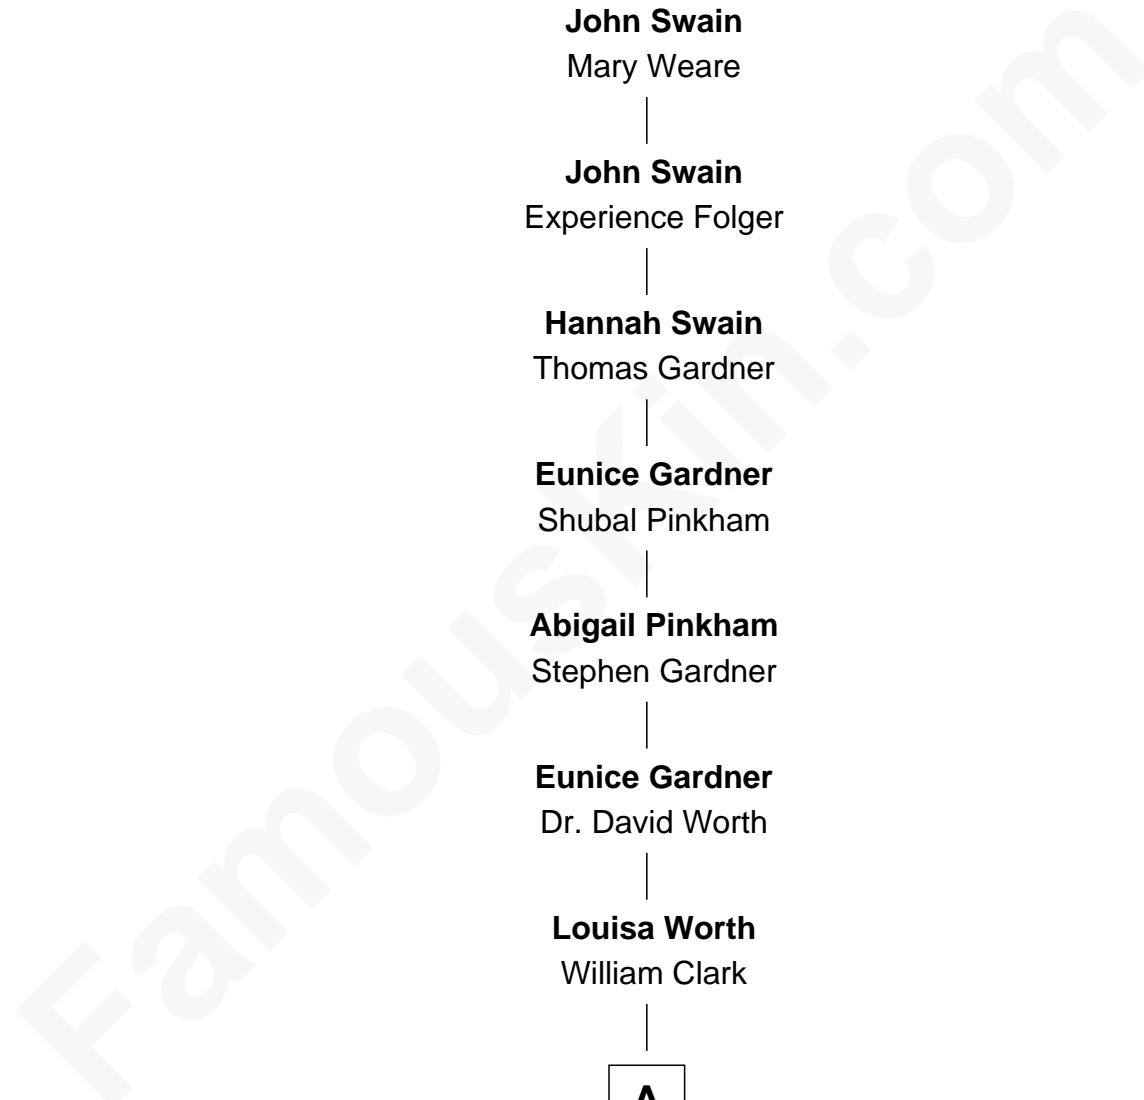 John Swain
Mary Weare
John Swain
Experience Folger
Hannah Swain
Thomas Gardner
Eunice Gardner
Shubal Pinkham
Abigail Pinkham
Stephen Gardner
Eunice Gardner
Dr. David Worth
Louisa Worth
William Clark
A
FamousKin.com